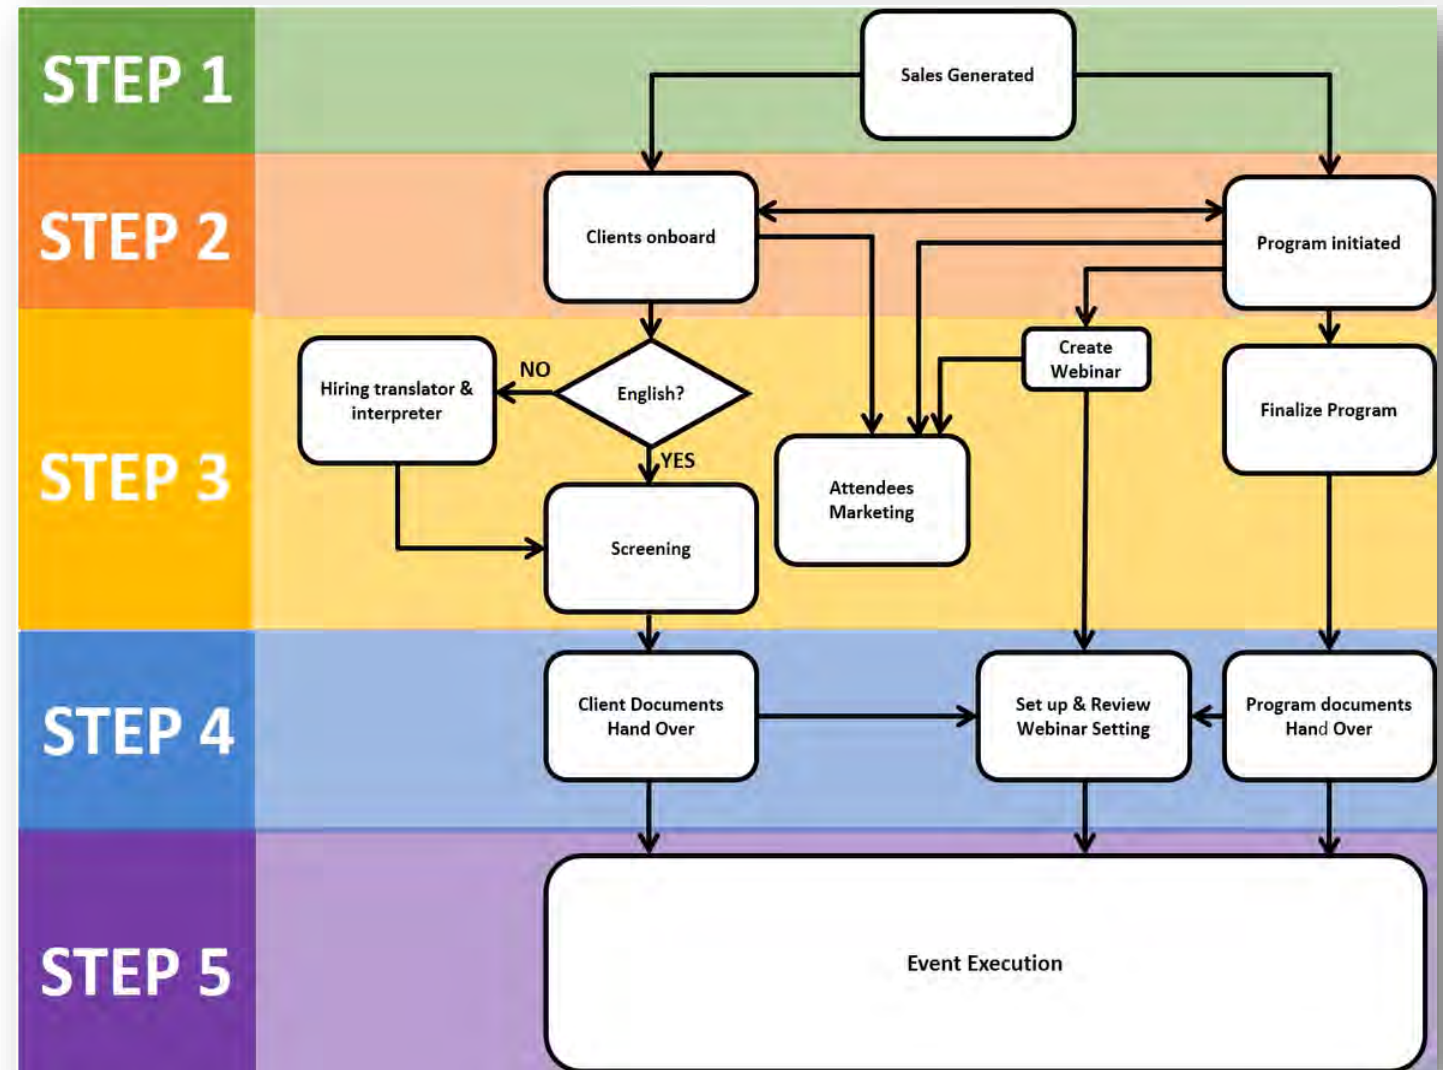 STEP 1
Sales Generated
STEP 2
Clients onboard
Program initiated
STEP 3
Create
Webinar
Hiring translator &
interpreter
NO
English?
Finalize Program
YES
Attendees
Marketing
Screening
STEP 4
Client Documents
Hand Over
Set up & Review
Webinar Setting
Program documents
Hand Over
STEP 5
Event Execution